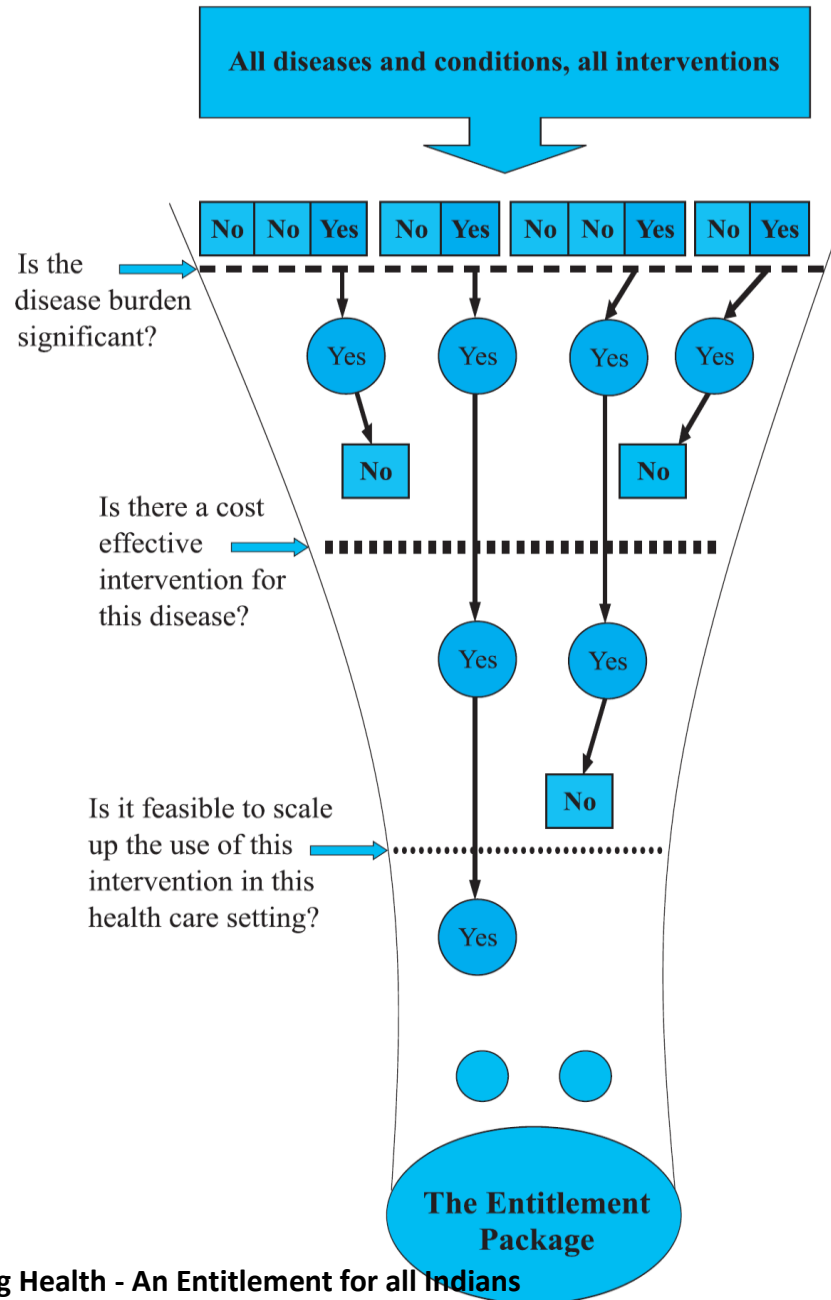 All diseases and conditions, all interventions
No No Yes No Yes No No Yes No Yes
Is the
disease burden
significant?
Yes Yes Yes Yes
No No
Is there a cost
effective
intervention for
this disease?
Yes Yes
No
Is it feasible to scale
up the use of this
intervention in this
health care setting?
Yes
The Entitlement
Package
g Health - An Entitlement for all Indians